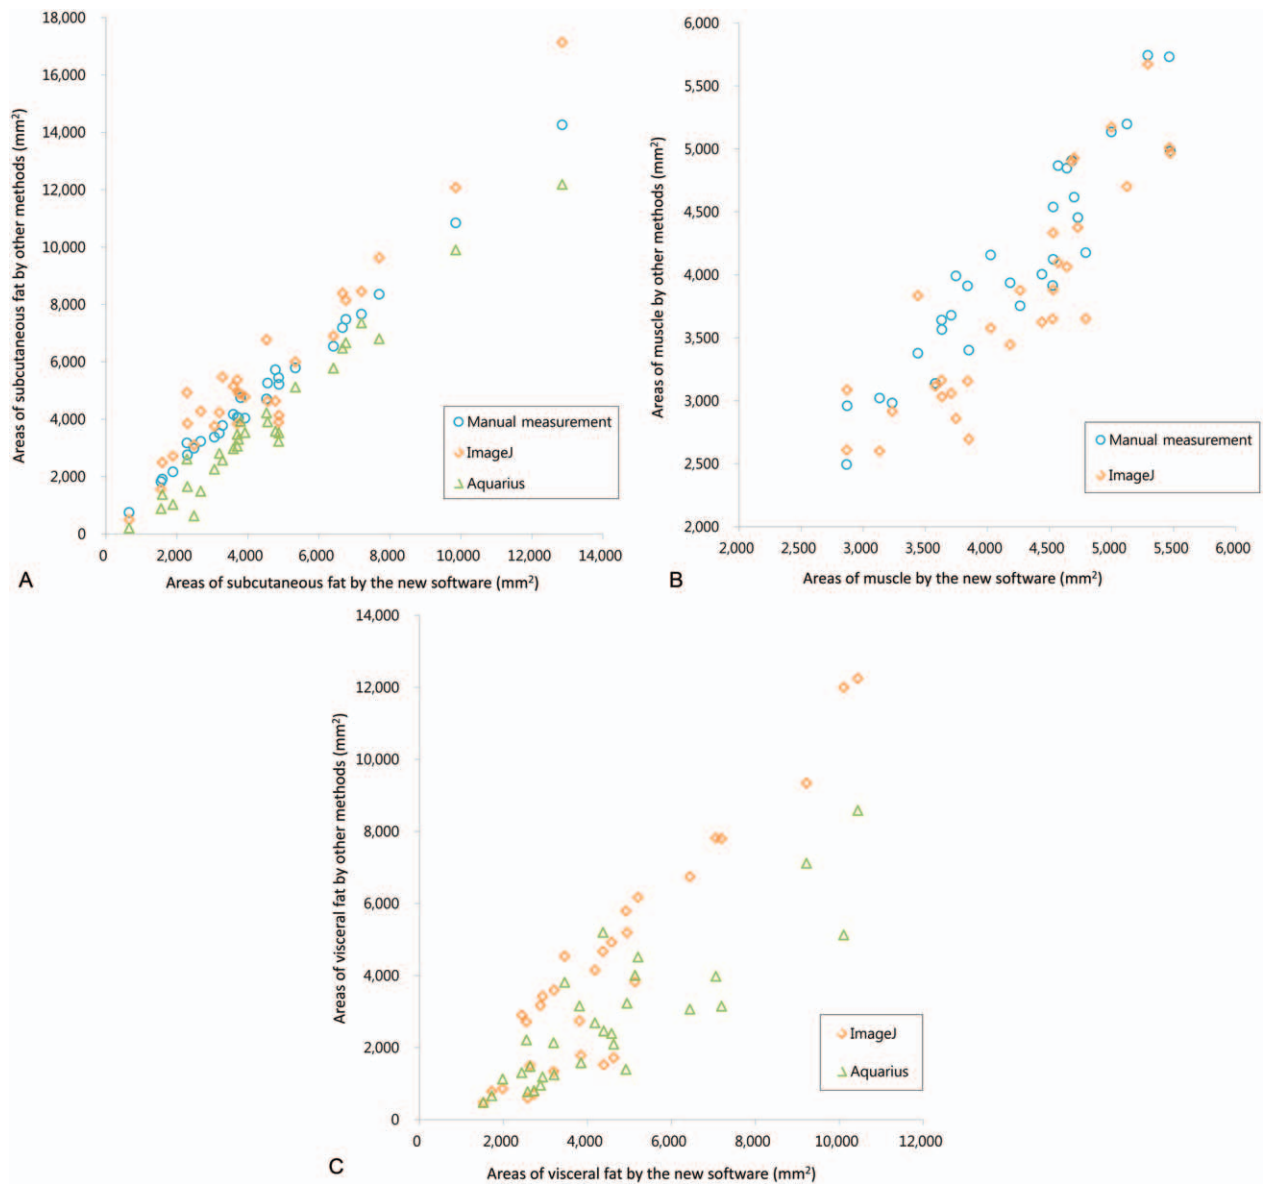 18,000
16,000
14,000
12,000
10,000
8,000
6,000
4,000
2,000
0
Areas of subcutaneous fat by other methods (mm²)
Manual measurement
ImageJ
Aquarius
0 2,000 4,000 6,000 8,000 10,000 12,000 14,000
A
Areas of subcutaneous fat by the new software (mm²)
6,000
5,500
5,000
4,500
4,000
3,500
3,000
2,500
2,000
Areas of muscle by other methods (mm²)
Manual measurement
ImageJ
2,000 2,500 3,000 3,500 4,000 4,500 5,000 5,500 6,000
B
Areas of muscle by the new software (mm²)
14,000
12,000
10,000
8,000
6,000
4,000
2,000
0
Areas of visceral fat by other methods (mm²)
ImageJ
Aquarius
0 2,000 4,000 6,000 8,000 10,000 12,000
C
Areas of visceral fat by the new software (mm²)